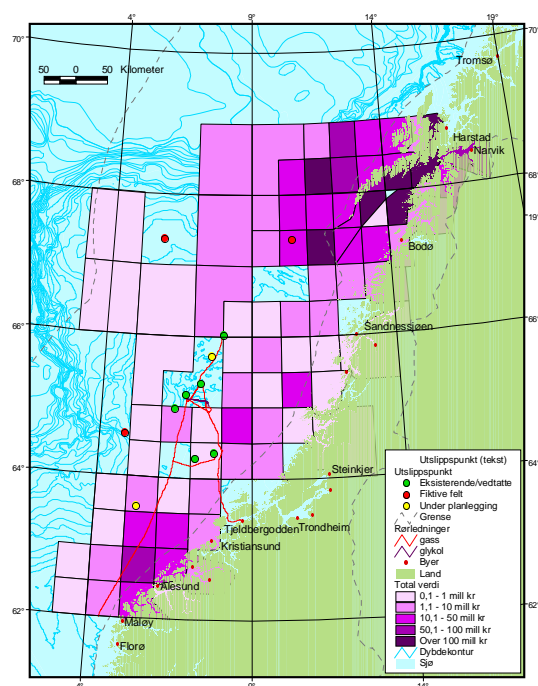 4° 9° 14° 19°
70° 70
50 0 50 Kilometer
Tromsø
Harstad
Narvik
68° 68
19°
Bodø
66° 66
Sandnessjøen
64° 64
Steinkjer
Tjeldbergodden
Trondheim
Kristiansund
Ålesund
62° 62
Måløy
Florø
Utslippspunkt (tekst)
Utslippspunkt
Eksisterende/vedtatte
Fiktive felt
Under planlegging
Grense
Rørledninger
gass
glykol
Byer
Land
Total verdi
0,1 - 1 mill kr
1,1 - 10 mill kr
10,1 - 50 mill kr
50,1 - 100 mill kr
Over 100 mill kr
Dybdekontur
Sjø